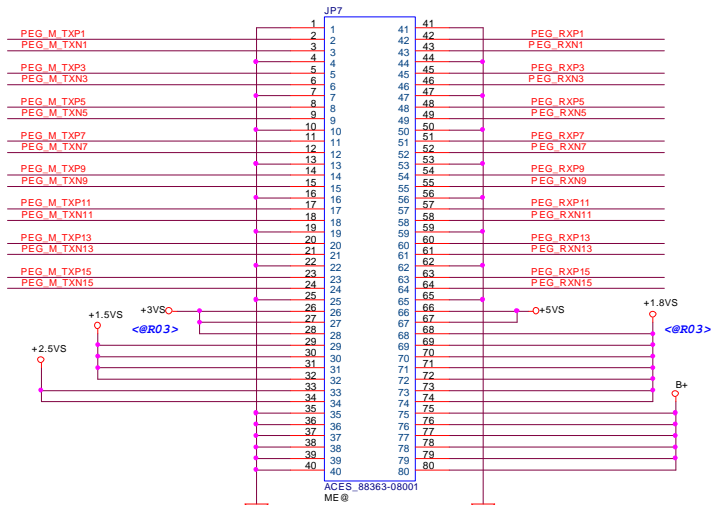 JP7
1 1 41 41
PEG_M_TXP1 2 2 42 42 PEG_RXP1
PEG_M_TXN1 3 3 43 43 PEG_RXN1
4 4 44 44
PEG_M_TXP3 5 5 45 45 PEG_RXP3
PEG_M_TXN3 6 6 46 46 PEG_RXN3
7 7 47 47
PEG_M_TXP5 8 8 48 48 PEG_RXP5
PEG_M_TXN5 9 9 49 49 PEG_RXN5
10 10 50 50
PEG_M_TXP7 11 11 51 51 PEG_RXP7
PEG_M_TXN7 12 12 52 52 PEG_RXN7
13 13 53 53
PEG_M_TXP9 14 14 54 54 PEG_RXP9
PEG_M_TXN9 15 15 55 55 PEG_RXN9
16 16 56 56
PEG_M_TXP11 17 17 57 57 PEG_RXP11
PEG_M_TXN11 18 18 58 58 PEG_RXN11
19 19 59 59
PEG_M_TXP13 20 20 60 60 PEG_RXP13
PEG_M_TXN13 21 21 61 61 PEG_RXN13
22 22 62 62
PEG_M_TXP15 23 23 63 63 PEG_RXP15
PEG_M_TXN15 24 24 64 64 PEG_RXN15
25 25 65 65
+3VS 26 26 66 66 +5VS +1.8VS
+1.5VS <@R03> 27 27 67 67 <@R03>
28 28 68 68
29 29 69 69
+2.5VS 30 30 70 70
31 31 71 71
32 32 72 72 B+
33 33 73 73
34 34 74 74
35 35 75 75
36 36 76 76
37 37 77 77
38 38 78 78
39 39 79 79
40 40 80 80
ACES_88363-08001
ME@